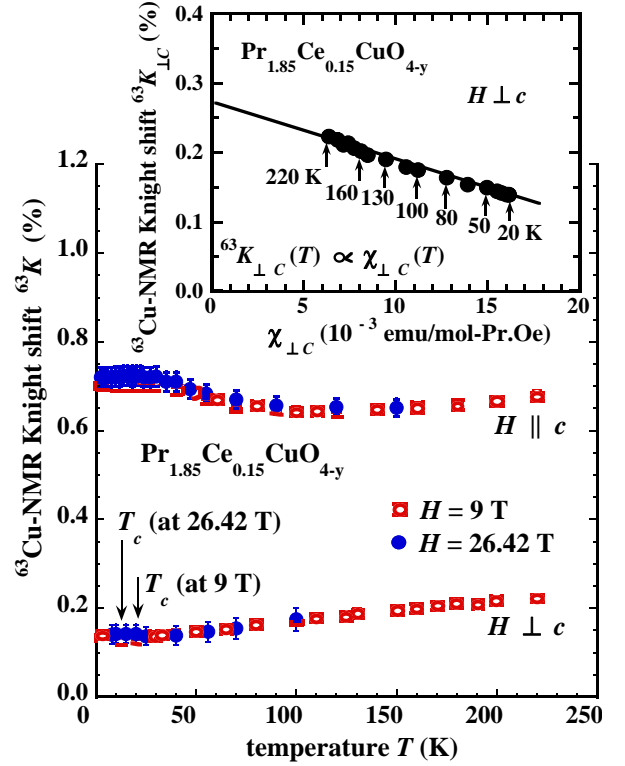 0.4
0.3
0.2
0.1
0.0
⁶³Cu-NMR Knight shift ⁶³K⊥C (%)
Pr1.85Ce0.15CuO4-y
H ⊥ c
220 K
160
130
100
80
50
20 K
⁶³K⊥C(T) ∝ χ⊥C(T)
0 5 10 15 20
χ⊥C (10⁻³ emu/mol-Pr.Oe)
1.2
1.0
0.8
0.6
0.4
0.2
0.0
⁶³Cu-NMR Knight shift ⁶³K (%)
H || c
Pr1.85Ce0.15CuO4-y
H = 9 T
H = 26.42 T
Tc (at 26.42 T)
Tc (at 9 T)
H ⊥ c
0 50 100 150 200 250
temperature T (K)